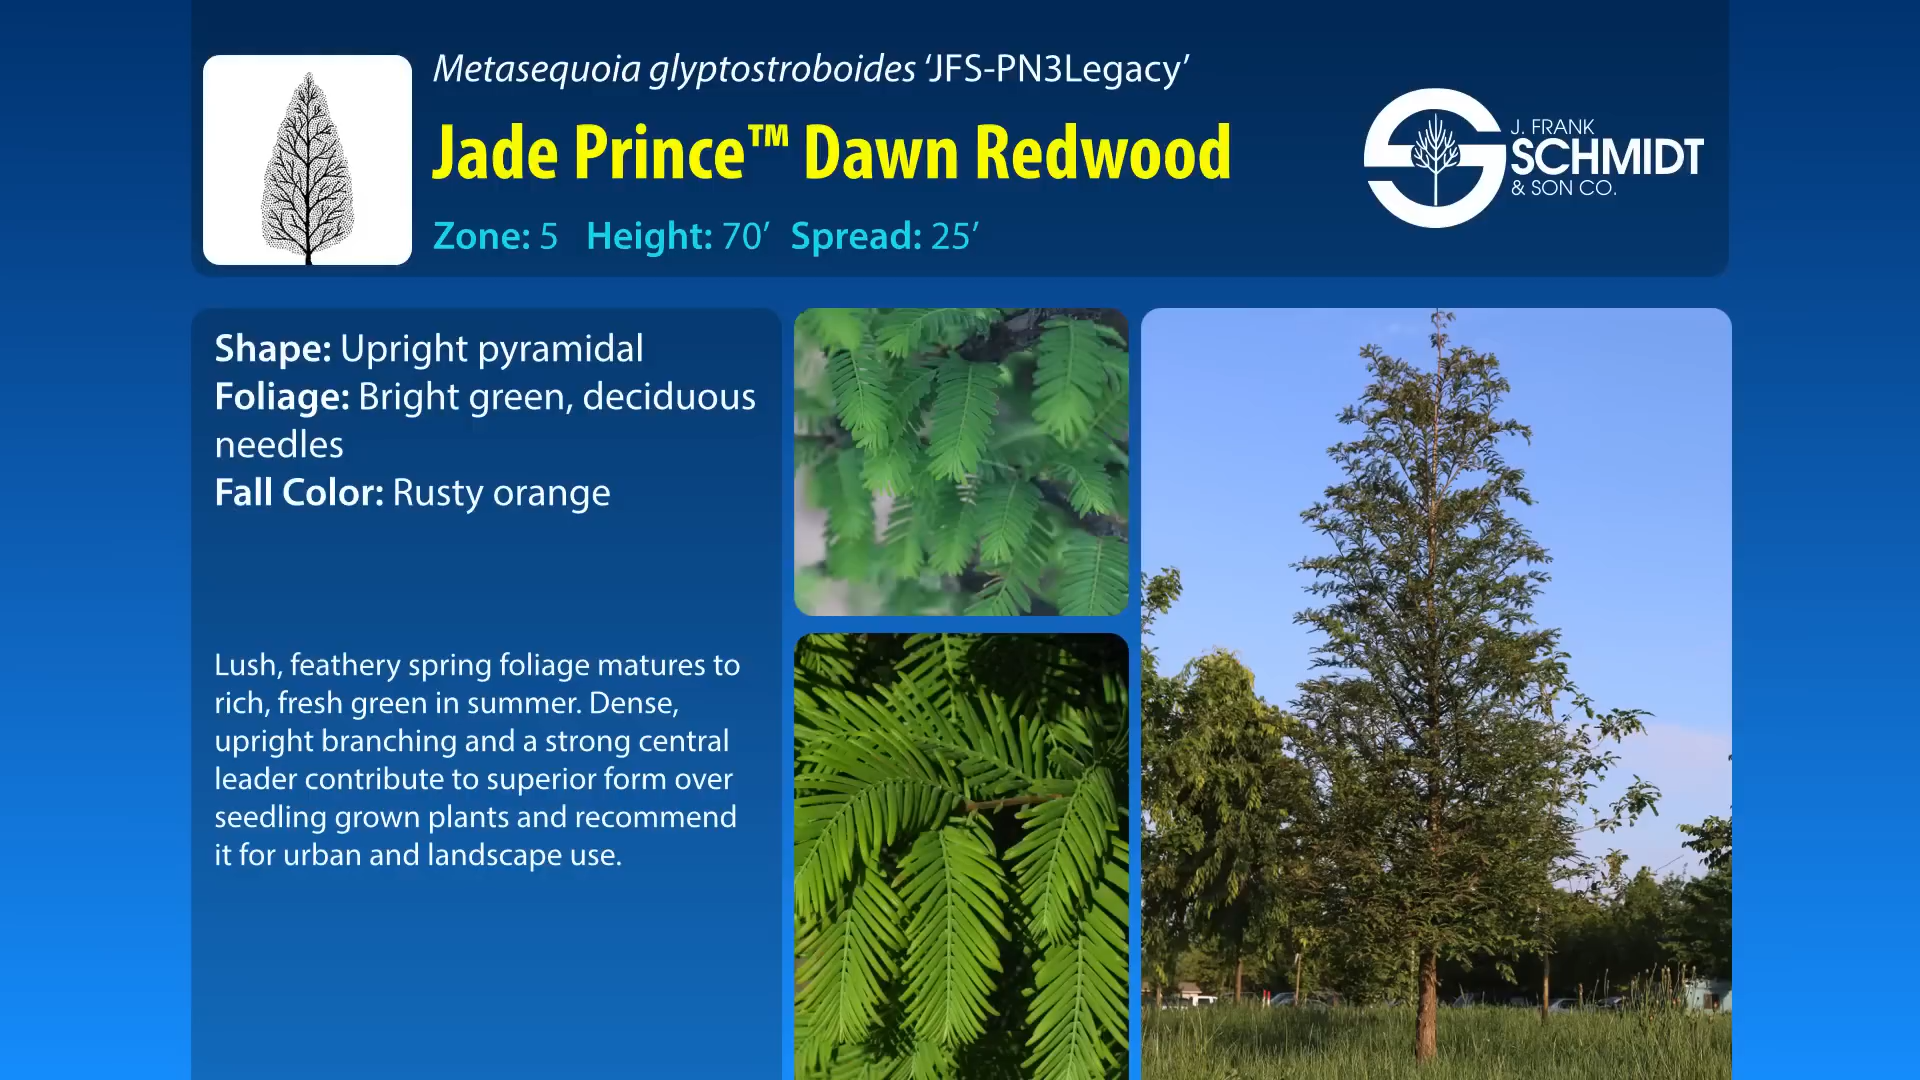 Metasequoia glyptostroboides ‘JFS-PN3Legacy’
Jade Prince™ Dawn Redwood
Zone: 5 Height: 70’ Spread: 25’
J. FRANK
SCHMIDT
& SON CO.
Shape: Upright pyramidal
Foliage: Bright green, deciduous
needles
Fall Color: Rusty orange
Lush, feathery spring foliage matures to
rich, fresh green in summer. Dense,
upright branching and a strong central
leader contribute to superior form over
seedling grown plants and recommend
it for urban and landscape use.